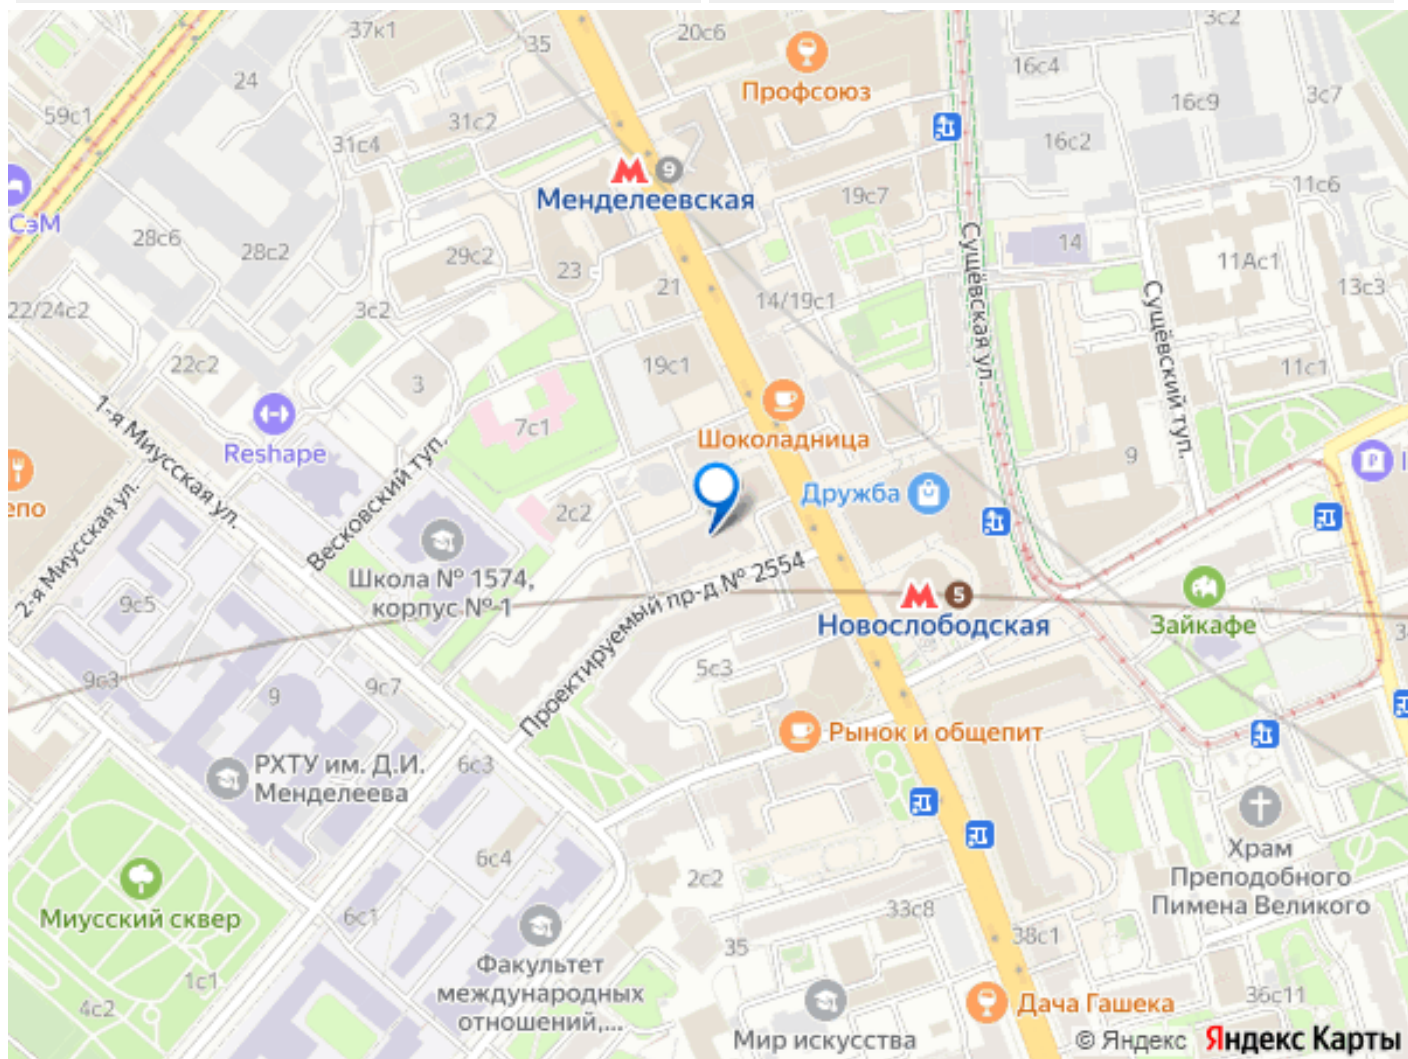 37к1
35
20с6
3с2
Профсоюз
16с4
16с9
3с7
24
59с1
31с2
31с4
16с2
9
Менделеевская
19с7
11с6
СэМ
28с6
28с2
29с2
23
21
14/19с1
Сущёвская ул.
14
11Ас1
13с3
22/24с2
3с2
22с2
3
19с1
Сущёвский туп.
11с1
1-я Миусская ул.
Reshape
7с1
Шоколадница
9
Весковский туп.
2-я Миусская ул.
епо
2с2
Дружба
Школа № 1574,
корпус № 1
Проектируемый пр-д № 2554
5
Новослободская
Зайкафе
9с5
9с3
9
9с7
5с3
Рынок и общепит
РХТУ им. Д.И.
Менделеева
6с3
6с4
Миусский сквер
6с1
2с2
33с8
35
38с1
Храм
Преподобного
Пимена Великого
1с1
4с2
Факультет
международных
отношений,...
Мир искусства
Дача Гашека
36с11
© Яндекс Яндекс Карты